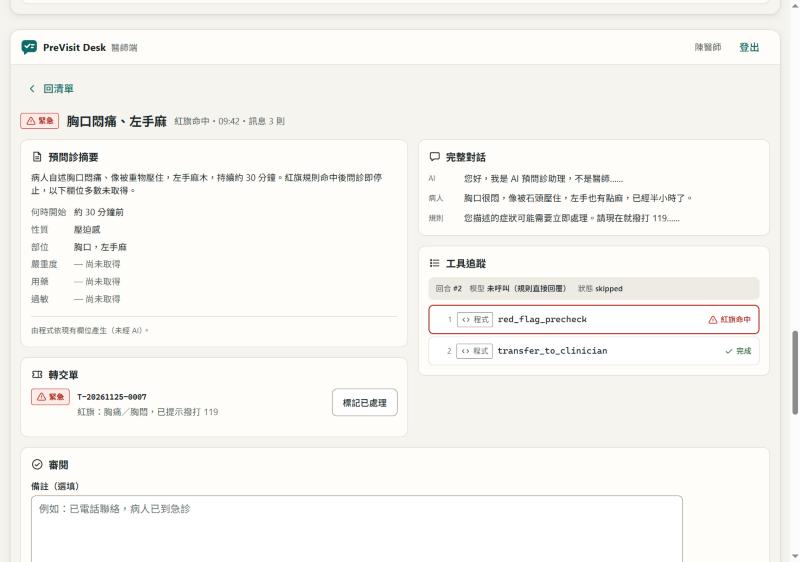 PreVisit Desk 醫師端
陳醫師 登出
回清單
緊急 胸口悶痛、左手麻 紅旗命中・09:42・訊息 3 則
預問診摘要
病人自述胸口悶痛、像被重物壓住，左手麻木，持續約 30 分鐘。紅旗規則命中後問診即停
止，以下欄位多數未取得。
何時開始 約 30 分鐘前
性質 壓迫感
部位 胸口，左手麻
嚴重度 — 尚未取得
用藥 — 尚未取得
過敏 — 尚未取得
由程式依現有欄位產生（未經 AI）。
轉交單
緊急 T-20261125-0007
紅旗：胸痛／胸悶，已提示撥打 119
標記已處理
完整對話
AI 您好，我是 AI 預問診助理，不是醫師……
病人 胸口很悶，像被石頭壓住，左手也有點麻，已經半小時了。
規則 您描述的症狀可能需要立即處理。請現在就撥打 119……
工具追蹤
回合 #2 模型 未呼叫（規則直接回覆） 狀態 skipped
1 程式 red_flag_precheck 紅旗命中
2 程式 transfer_to_clinician 完成
審閱
備註（選填）
例如：已電話聯絡，病人已到急診